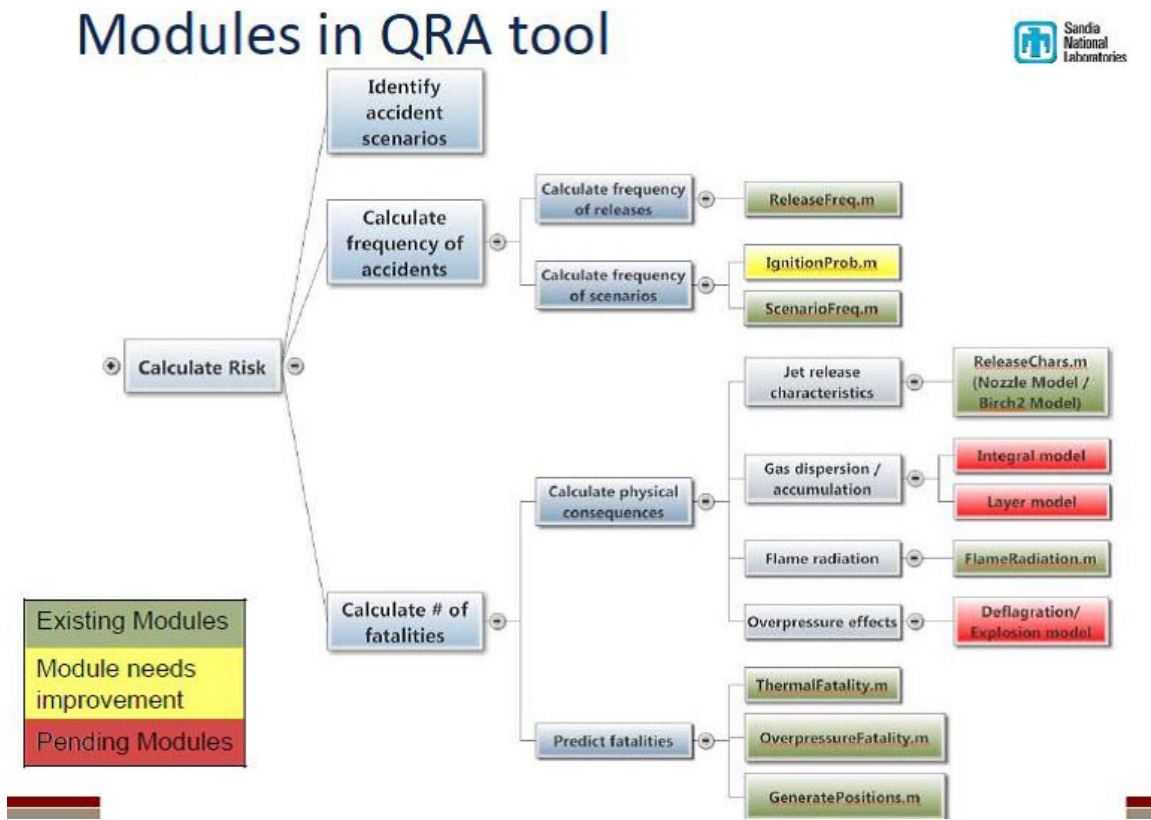 Modules in QRA tool
Sandia
National
Laboratories
Identify
accident
scenarios
Calculate
frequency of
accidents
Calculate frequency
of releases
ReleaseFreq.m
Calculate frequency
of scenarios
IgnitionProb.m
ScenarioFreq.m
Calculate Risk
Calculate # of
fatalities
Calculate physical
consequences
Jet release
characteristics
ReleaseChars.m
(Nozzle Model /
Birch2 Model)
Gas dispersion /
accumulation
Integral model
Layer model
Flame radiation
FlameRadiation.m
Overpressure effects
Deflagration/
Explosion model
Predict fatalities
ThermalFatality.m
OverpressureFatality.m
GeneratePositions.m
Existing Modules
Module needs
improvement
Pending Modules